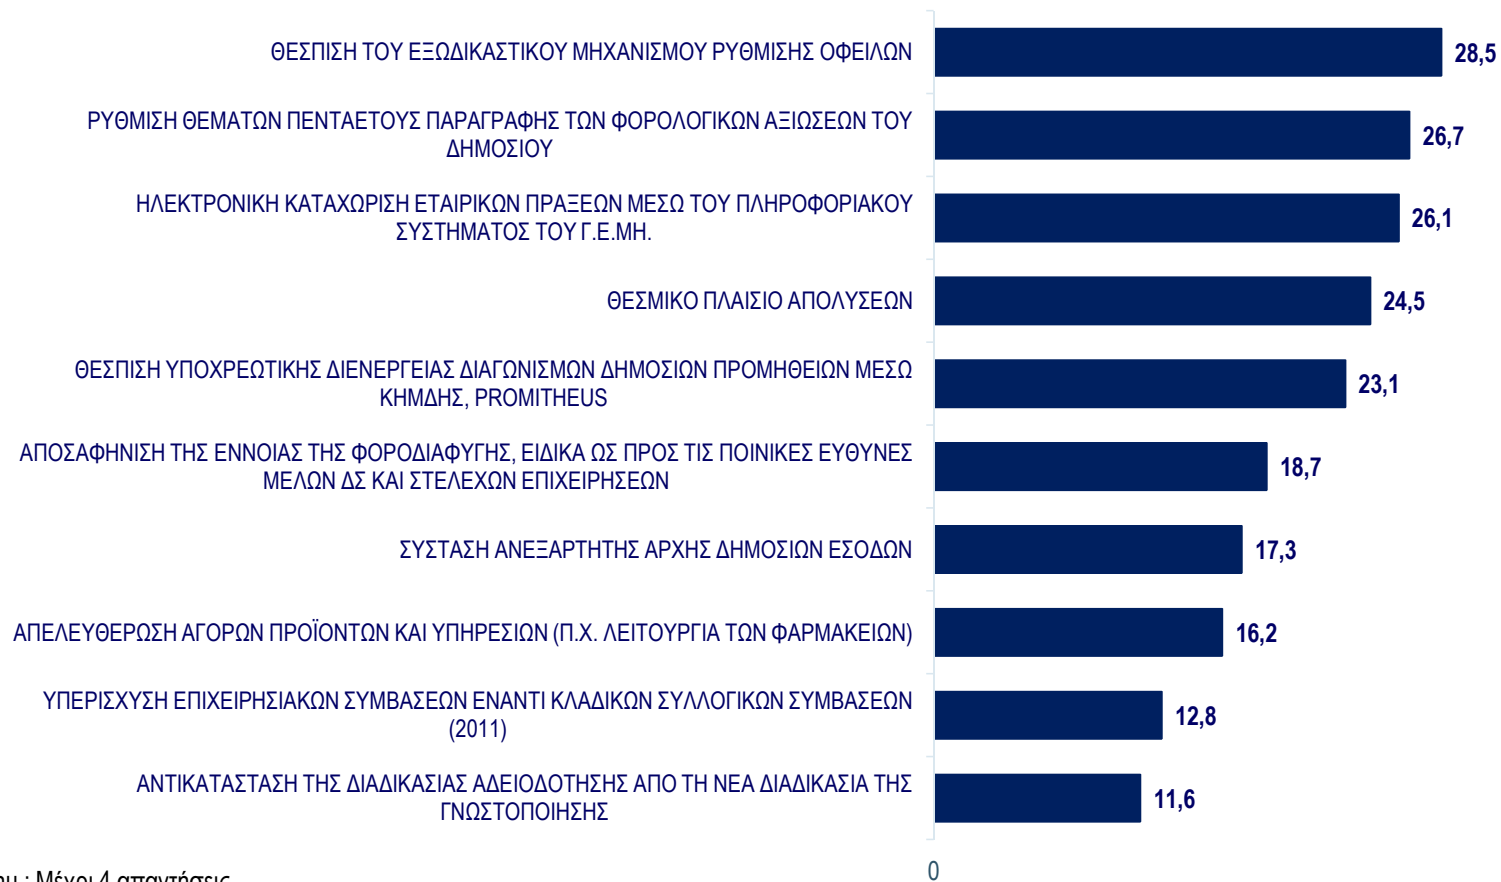 ΘΕΣΠΙΣΗ ΤΟΥ ΕΞΩΔΙΚΑΣΤΙΚΟΥ ΜΗΧΑΝΙΣΜΟΥ ΡΥΘΜΙΣΗΣ ΟΦΕΙΛΩΝ
28,5
ΡΥΘΜΙΣΗ ΘΕΜΑΤΩΝ ΠΕΝΤΑΕΤΟΥΣ ΠΑΡΑΓΡΑΦΗΣ ΤΩΝ ΦΟΡΟΛΟΓΙΚΩΝ ΑΞΙΩΣΕΩΝ ΤΟΥ
ΔΗΜΟΣΙΟΥ
26,7
ΗΛΕΚΤΡΟΝΙΚΗ ΚΑΤΑΧΩΡΙΣΗ ΕΤΑΙΡΙΚΩΝ ΠΡΑΞΕΩΝ ΜΕΣΩ ΤΟΥ ΠΛΗΡΟΦΟΡΙΑΚΟΥ
ΣΥΣΤΗΜΑΤΟΣ ΤΟΥ Γ.Ε.ΜΗ.
26,1
ΘΕΣΜΙΚΟ ΠΛΑΙΣΙΟ ΑΠΟΛΥΣΕΩΝ
24,5
ΘΕΣΠΙΣΗ ΥΠΟΧΡΕΩΤΙΚΗΣ ΔΙΕΝΕΡΓΕΙΑΣ ΔΙΑΓΩΝΙΣΜΩΝ ΔΗΜΟΣΙΩΝ ΠΡΟΜΗΘΕΙΩΝ ΜΕΣΩ
ΚΗΜΔΗΣ, PROMITHEUS
23,1
ΑΠΟΣΑΦΗΝΙΣΗ ΤΗΣ ΕΝΝΟΙΑΣ ΤΗΣ ΦΟΡΟΔΙΑΦΥΓΗΣ, ΕΙΔΙΚΑ ΩΣ ΠΡΟΣ ΤΙΣ ΠΟΙΝΙΚΕΣ ΕΥΘΥΝΕΣ
ΜΕΛΩΝ ΔΣ ΚΑΙ ΣΤΕΛΕΧΩΝ ΕΠΙΧΕΙΡΗΣΕΩΝ
18,7
ΣΥΣΤΑΣΗ ΑΝΕΞΑΡΤΗΤΗΣ ΑΡΧΗΣ ΔΗΜΟΣΙΩΝ ΕΣΟΔΩΝ
17,3
ΑΠΕΛΕΥΘΕΡΩΣΗ ΑΓΟΡΩΝ ΠΡΟΪΟΝΤΩΝ ΚΑΙ ΥΠΗΡΕΣΙΩΝ (Π.Χ. ΛΕΙΤΟΥΡΓΙΑ ΤΩΝ ΦΑΡΜΑΚΕΙΩΝ)
16,2
ΥΠΕΡΙΣΧΥΣΗ ΕΠΙΧΕΙΡΗΣΙΑΚΩΝ ΣΥΜΒΑΣΕΩΝ ΕΝΑΝΤΙ ΚΛΑΔΙΚΩΝ ΣΥΛΛΟΓΙΚΩΝ ΣΥΜΒΑΣΕΩΝ
(2011)
12,8
ΑΝΤΙΚΑΤΑΣΤΑΣΗ ΤΗΣ ΔΙΑΔΙΚΑΣΙΑΣ ΑΔΕΙΟΔΟΤΗΣΗΣ ΑΠΟ ΤΗ ΝΕΑ ΔΙΑΔΙΚΑΣΙΑ ΤΗΣ
ΓΝΩΣΤΟΠΟΙΗΣΗΣ
11,6
0
Μέχρι 4 απαντήσεις